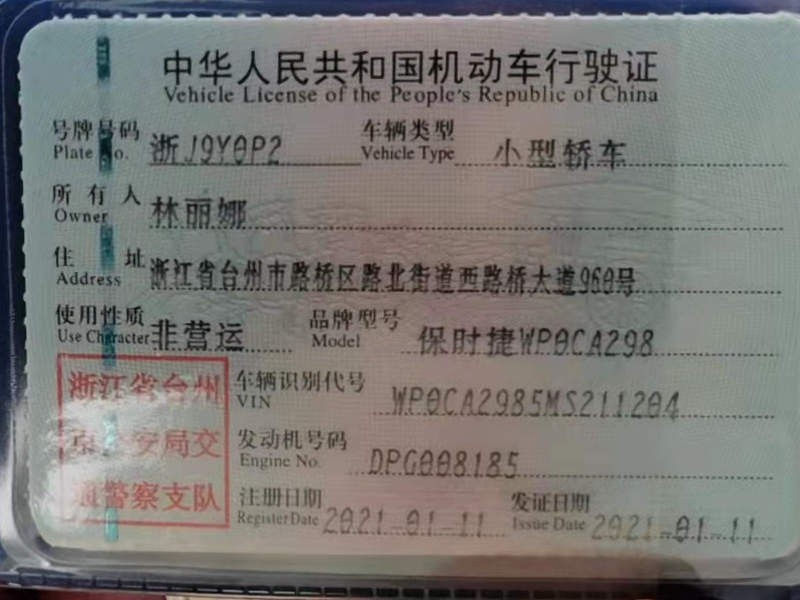 中华人民共和国机动车行驶证
Vehicle License of the People's Republic of China
号牌号码 浙J9Y0P2 车辆类型 小型轿车
Plate No. Vehicle Type
所有人 林丽娜
Owner
住址 浙江省台州市路桥区路北街道西路桥大道960号
Address
使用性质 非营运 品牌型号 保时捷WP0CA298
Use Character Model
浙江省台州 车辆识别代号 WP0CA2985MS211204
VIN
市公安局交 发动机号码 DPG008185
Engine No.
通警察支队 注册日期 2021-01-11 发证日期 2021-01-11
Register Date Issue Date